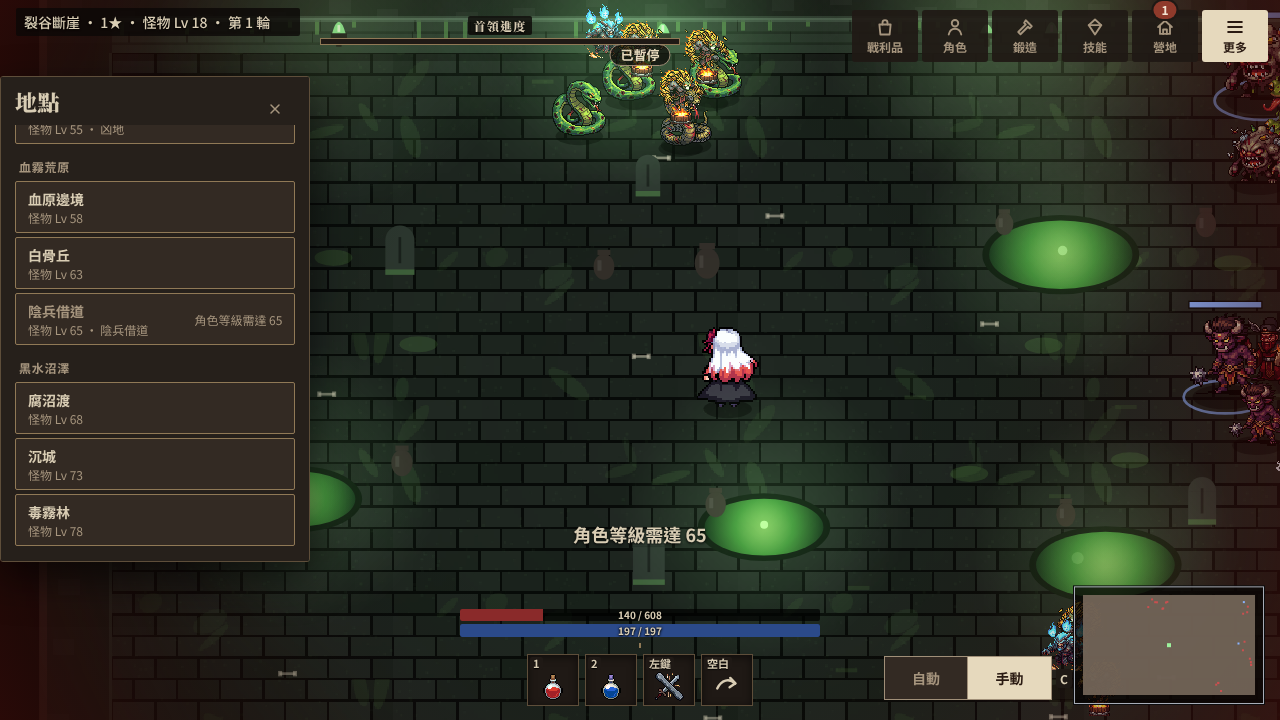 裂谷斷崖 • 1★ • 怪物 Lv 18 • 第 1 輪
首領進度
已暫停
戰利品
角色
鍛造
技能
1
營地
更多
地點
怪物 Lv 55 • 凶地
血霧荒原
血原邊境
怪物 Lv 58
白骨丘
怪物 Lv 63
陰兵借道
怪物 Lv 65 • 陰兵借道
角色等級需達 65
黑水沼澤
腐沼渡
怪物 Lv 68
沉城
怪物 Lv 73
毒霧林
怪物 Lv 78
角色等級需達 65
140 / 608
197 / 197
1
2
左鍵
空白
自動
手動
C